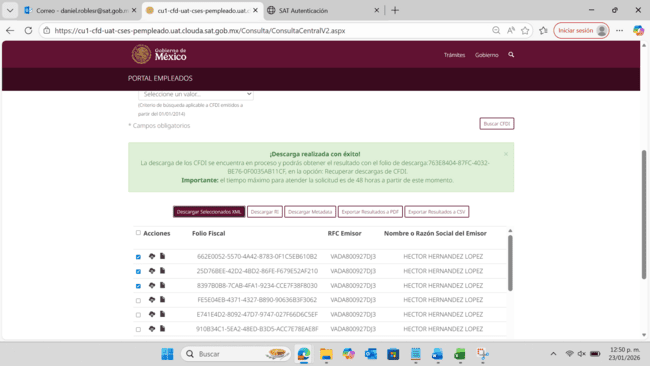 Correo - daniel.roblesr@sat.gob.m
cu1-cfd-uat-cses-pempleado.ua
SAT Autenticación
https://cu1-cfd-uat-cses-pempleado.uat.clouda.sat.gob.mx/Consulta/ConsultaCentralV2.aspx
Iniciar sesión
Gobierno de
México
Trámites
Gobierno
PORTAL EMPLEADOS
Seleccione un valor...
(Criterio de búsqueda aplicable a CFDI emitidos a
partir del 01/01/2014)
* Campos obligatorios
Buscar CFDI
¡Descarga realizada con éxito!
×
La descarga de los CFDI se encuentra en proceso y podrás obtener el resultado con el folio de descarga:763E8404-87FC-4032-
BE76-0F0035AB11CF, en la opción: Recuperar descargas de CFDI.
Importante: el tiempo máximo para atender la solicitud es de 48 horas a partir de este momento.
Descargar Seleccionados XML
Descargar RI
Descargar Metadata
Exportar Resultados a PDF
Exportar Resultados a CSV
Acciones Folio Fiscal RFC Emisor Nombre o Razón Social del Emisor
662E0052-5570-4A42-8783-0F1C5EB610B2 VADA800927DJ3 HECTOR HERNANDEZ LOPEZ
25D76BEE-42D2-4BD2-86FE-F679E52AF210 VADA800927DJ3 HECTOR HERNANDEZ LOPEZ
8397B0B8-7CAB-4FA1-9234-CCE7F3BF8030 VADA800927DJ3 HECTOR HERNANDEZ LOPEZ
FE5E04EB-4371-4327-8890-90636B3F3062 VADA800927DJ3 HECTOR HERNANDEZ LOPEZ
E741E4D2-8092-47D7-9747-027F66D6C5EF VADA800927DJ3 HECTOR HERNANDEZ LOPEZ
910B34C1-5EA2-48ED-B3D5-ACC7E78EAE8F VADA800927DJ3 HECTOR HERNANDEZ LOPEZ
Buscar
12:50 p. m.
23/01/2026